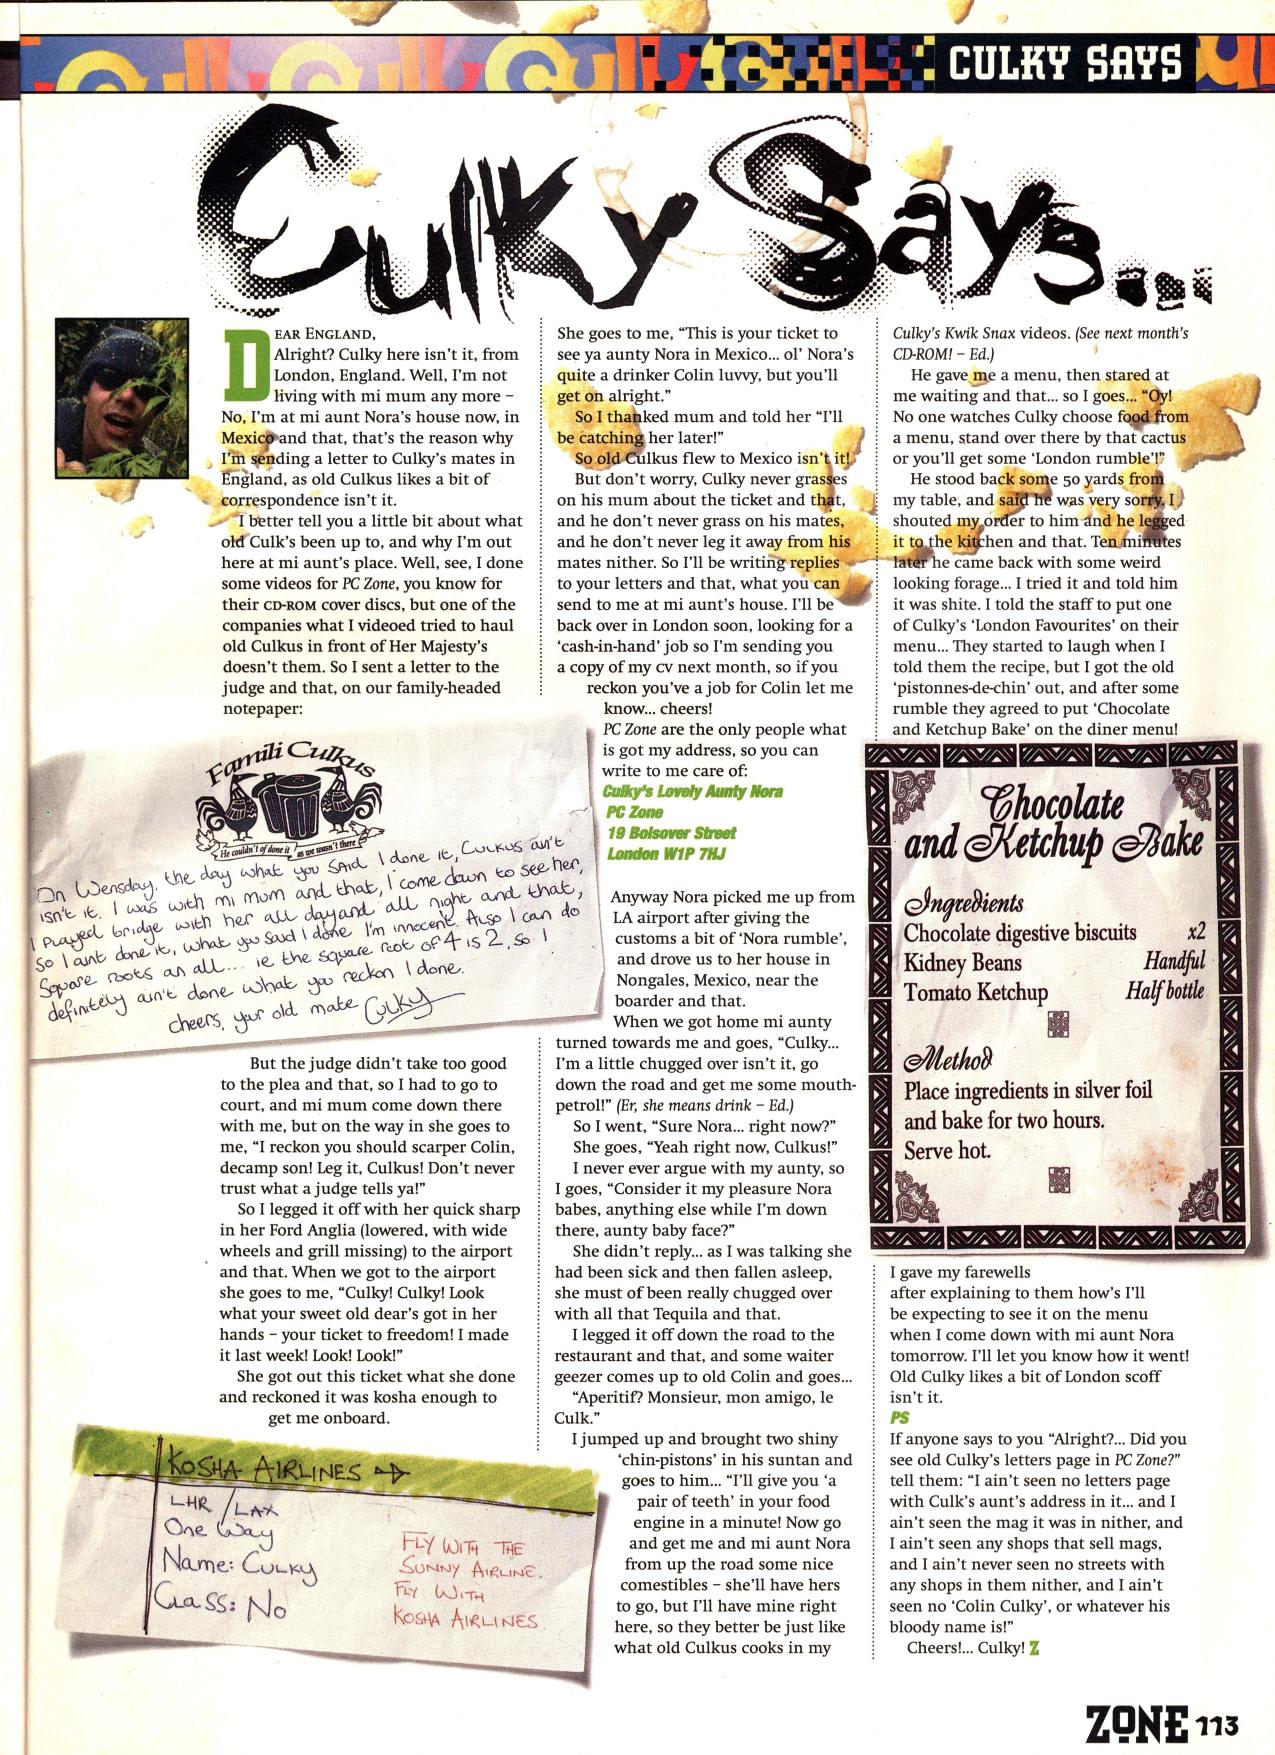 CULKY SAYS
Culky Says...
DEAR ENGLAND,
Alright? Culky here isn't it, from
London, England. Well, I'm not
living with mi mum any more –
No, I'm at mi aunt Nora's house now, in
Mexico and that, that's the reason why
I'm sending a letter to Culky's mates in
England, as old Culkus likes a bit of
correspondence isn't it.
I better tell you a little bit about what
old Culk's been up to, and why I'm out
here at mi aunt's place. Well, see, I done
some videos for PC Zone, you know for
their CD-ROM cover discs, but one of the
companies what I videoed tried to haul
old Culkus in front of Her Majesty's
doesn't them. So I sent a letter to the
judge and that, on our family-headed
notepaper:
Famili Culkus
He couldn't of done it as we wasn't there
On Wensday, the day what you SAID I done it, CULKUS ain't
isn't it. I was with mi mum and that, I come down to see her,
I played bridge with her all day and all night and that,
so I aint done it, what you said I done I'm innocent. Also I can do
Square roots an all... ie the square root of 4 is 2, so I
definitely ain't done what you reckon I done.
cheers, your old mate CULKY
But the judge didn't take too good
to the plea and that, so I had to go to
court, and mi mum come down there
with me, but on the way in she goes to
me, "I reckon you should scarper Colin,
decamp son! Leg it, Culkus! Don't never
trust what a judge tells ya!"
So I legged it off with her quick sharp
in her Ford Anglia (lowered, with wide
wheels and grill missing) to the airport
and that. When we got to the airport
she goes to me, "Culky! Culky! Look
what your sweet old dear's got in her
hands – your ticket to freedom! I made
it last week! Look! Look!"
She got out this ticket what she done
and reckoned it was kosha enough to
get me onboard.
KOSHA AIRLINES
LHR / LAX
One Way
Name: CULKY
Class: No
FLY WITH THE
SUNNY AIRLINE.
FLY WITH
KOSHA AIRLINES.
She goes to me, "This is your ticket to
see ya aunty Nora in Mexico... ol' Nora's
quite a drinker Colin luvvy, but you'll
get on alright."
So I thanked mum and told her "I'll
be catching her later!"
So old Culkus flew to Mexico isn't it!
But don't worry, Culky never grasses
on his mum about the ticket and that,
and he don't never grass on his mates,
and he don't never leg it away from his
mates nither. So I'll be writing replies
to your letters and that, what you can
send to me at mi aunt's house. I'll be
back over in London soon, looking for a
'cash-in-hand' job so I'm sending you
a copy of my CV next month, so if you
reckon you've a job for Colin let me
know... cheers!
PC Zone are the only people what
is got my address, so you can
write to me care of:
Culky's Lovely Aunty Nora
PC Zone
19 Bolsover Street
London W1P 7HJ
Anyway Nora picked me up from
LA airport after giving the
customs a bit of 'Nora rumble',
and drove us to her house in
Nongales, Mexico, near the
boarder and that.
When we got home mi aunty
turned towards me and goes, "Culky...
I'm a little chugged over isn't it, go
down the road and get me some mouth-
petrol!" (Er, she means drink – Ed.)
So I went, "Sure Nora... right now?"
She goes, "Yeah right now, Culkus!"
I never ever argue with my aunty, so
I goes, "Consider it my pleasure Nora
babes, anything else while I'm down
there, aunty baby face?"
She didn't reply... as I was talking she
had been sick and then fallen asleep,
she must of been really chugged over
with all that Tequila and that.
I legged it off down the road to the
restaurant and that, and some waiter
geezer comes up to old Colin and goes...
"Aperitif? Monsieur, mon amigo, le
Culk."
I jumped up and brought two shiny
'chin-pistons' in his suntan and
goes to him... "I'll give you 'a
pair of teeth' in your food
engine in a minute! Now go
and get me and mi aunt Nora
from up the road some nice
comestibles – she'll have hers
to go, but I'll have mine right
here, so they better be just like
what old Culkus cooks in my
Culky's Kwik Snax videos. (See next month's
CD-ROM! – Ed.)
He gave me a menu, then stared at
me waiting and that... so I goes... "Oy!
No one watches Culky choose food from
a menu, stand over there by that cactus
or you'll get some 'London rumble'!"
He stood back some 50 yards from
my table, and said he was very sorry. I
shouted my order to him and he legged
it to the kitchen and that. Ten minutes
later he came back with some weird
looking forage... I tried it and told him
it was shite. I told the staff to put one
of Culky's 'London Favourites' on their
menu... They started to laugh when I
told them the recipe, but I got the old
'pistonnes-de-chin' out, and after some
rumble they agreed to put 'Chocolate
and Ketchup Bake' on the diner menu!
Chocolate
and Ketchup Bake
Ingredients
Chocolate digestive biscuits x2
Kidney Beans Handful
Tomato Ketchup Half bottle
Method
Place ingredients in silver foil
and bake for two hours.
Serve hot.
I gave my farewells
after explaining to them how's I'll
be expecting to see it on the menu
when I come down with mi aunt Nora
tomorrow. I'll let you know how it went!
Old Culky likes a bit of London scoff
isn't it.
PS
If anyone says to you "Alright?... Did you
see old Culky's letters page in PC Zone?"
tell them: "I ain't seen no letters page
with Culk's aunt's address in it... and I
ain't seen the mag it was in nither, and
I ain't seen any shops that sell mags,
and I ain't never seen no streets with
any shops in them nither, and I ain't
seen no 'Colin Culky', or whatever his
bloody name is!"
Cheers!... Culky! Z
ZONE 113